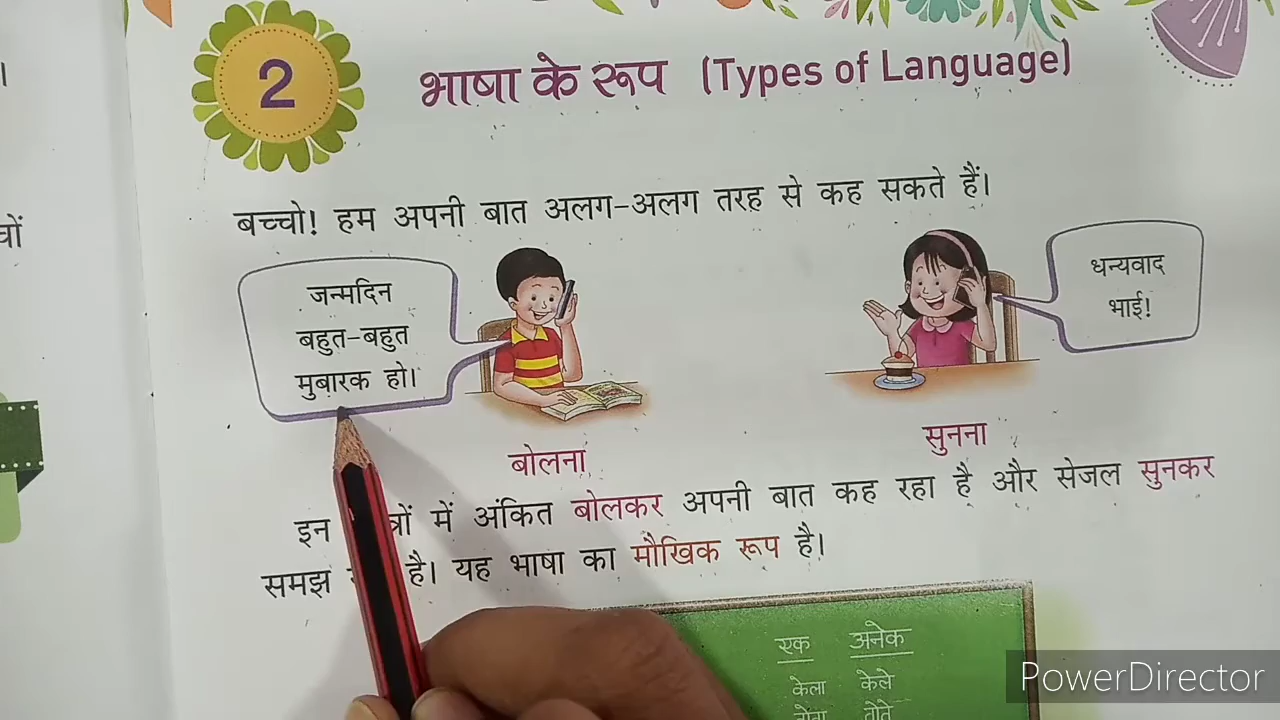 2
भाषा के रूप (Types of Language)
बच्चो! हम अपनी बात अलग-अलग तरह से कह सकते हैं।
जन्मदिन
बहुत-बहुत
मुबारक हो।
धन्यवाद
भाई!
बोलना
सुनना
इन में अंकित बोलकर अपनी बात कह रहा है और सेजल सुनकर
समझ है। यह भाषा का मौखिक रूप है।
एक अनेक
केला केले
तोते
PowerDirector